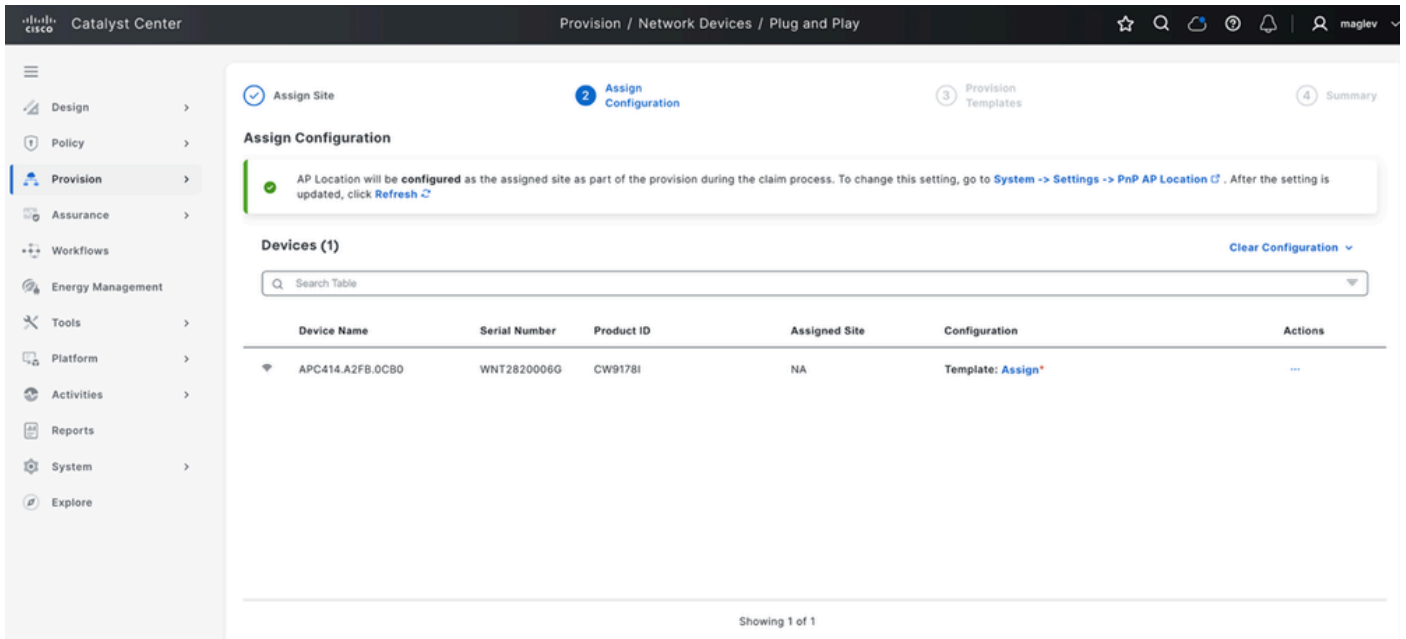 CISCO
Catalyst Center
Provision / Network Devices / Plug and Play
maglev
Design
Policy
Provision
Assurance
Workflows
Energy Management
Tools
Platform
Activities
Reports
System
Explore
Assign Site
2
Assign
Configuration
3
Provision
Templates
4
Summary
Assign Configuration
AP Location will be configured as the assigned site as part of the provision during the claim process. To change this setting, go to System -> Settings -> PnP AP Location . After the setting is
updated, click Refresh
Devices (1)
Clear Configuration
Search Table
Device Name Serial Number Product ID Assigned Site Configuration Actions
APC414.A2FB.0CB0 WNT2820006G CW9178I NA Template: Assign* ...
Showing 1 of 1